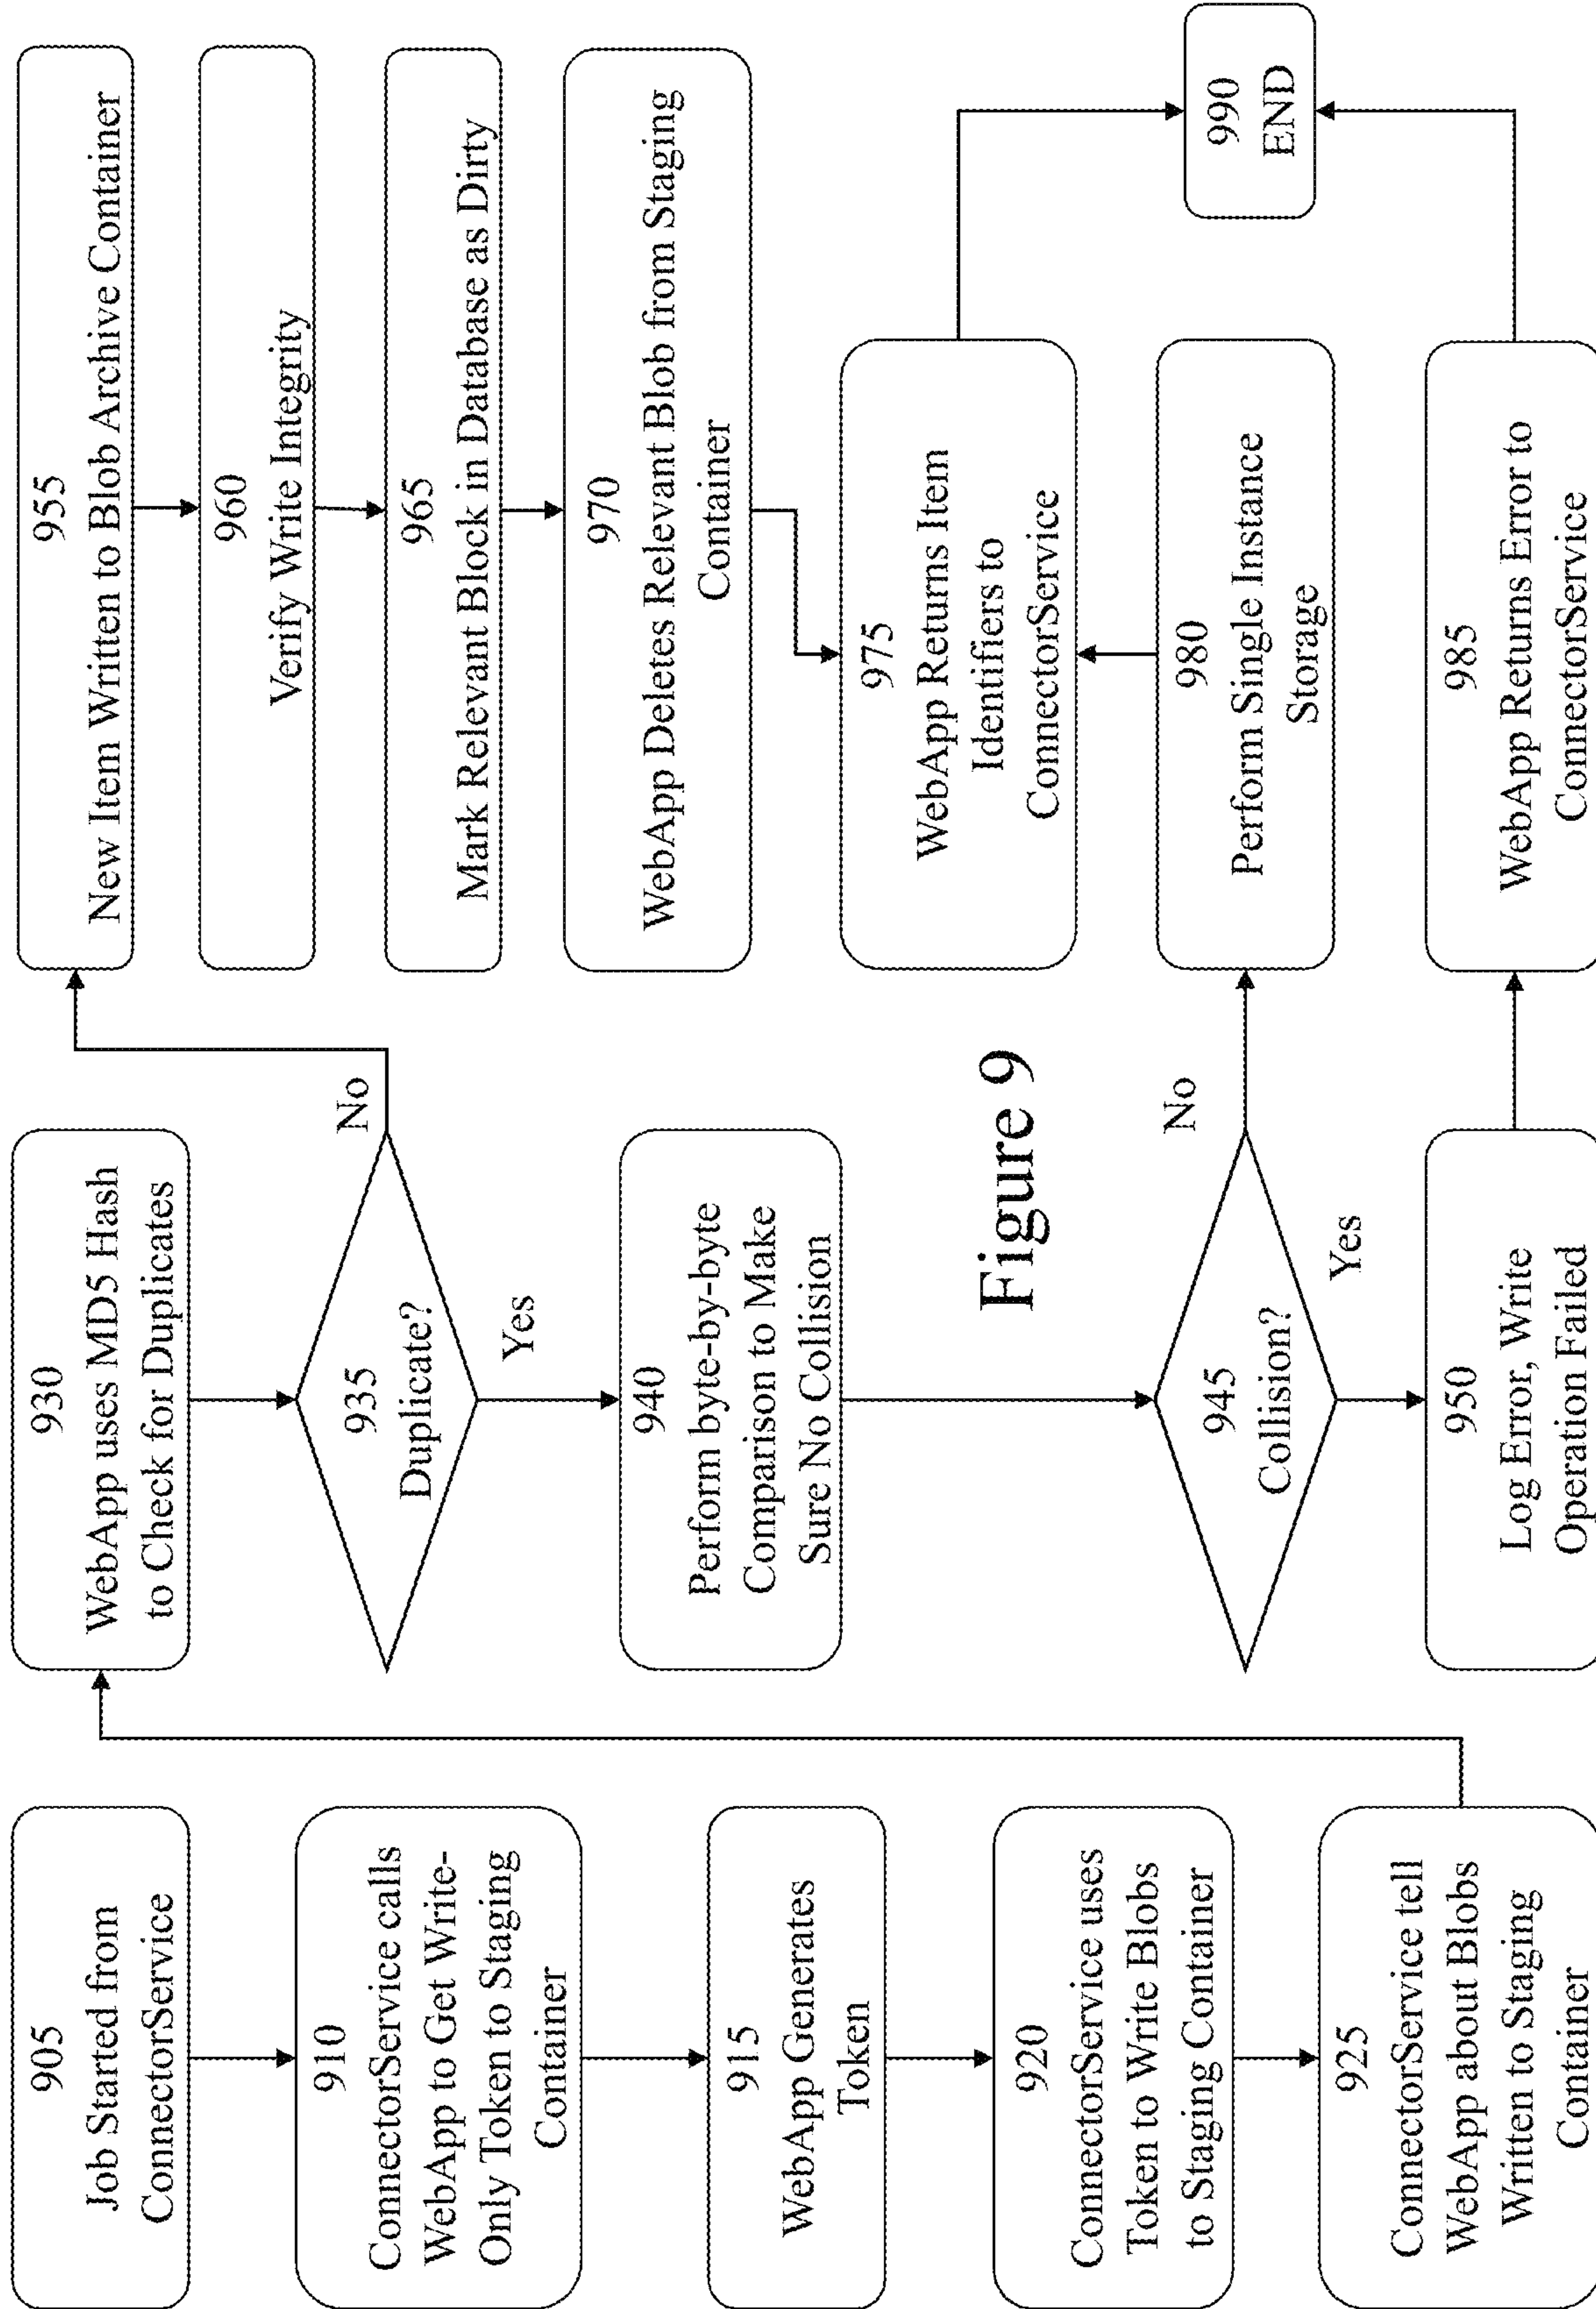 905
Job Started from
ConnectorService
910
ConnectorService calls
WebApp to Get Write-
Only Token to Staging
Container
915
WebApp Generates
Token
920
ConnectorService uses
Token to Write Blobs
to Staging Container
925
ConnectorService tell
WebApp about Blobs
Written to Staging
Container
930
WebApp uses MD5 Hash
to Check for Duplicates
935
Duplicate?
No
Yes
940
Perform byte-by-byte
Comparison to Make
Sure No Collision
945
Collision?
No
Yes
950
Log Error, Write
Operation Failed
955
New Item Written to Blob Archive Container
960
Verify Write Integrity
965
Mark Relevant Block in Database as Dirty
970
WebApp Deletes Relevant Blob from Staging
Container
975
WebApp Returns Item
Identifiers to
ConnectorService
980
Perform Single Instance
Storage
985
WebApp Returns Error to
ConnectorService
990
END
Figure 9